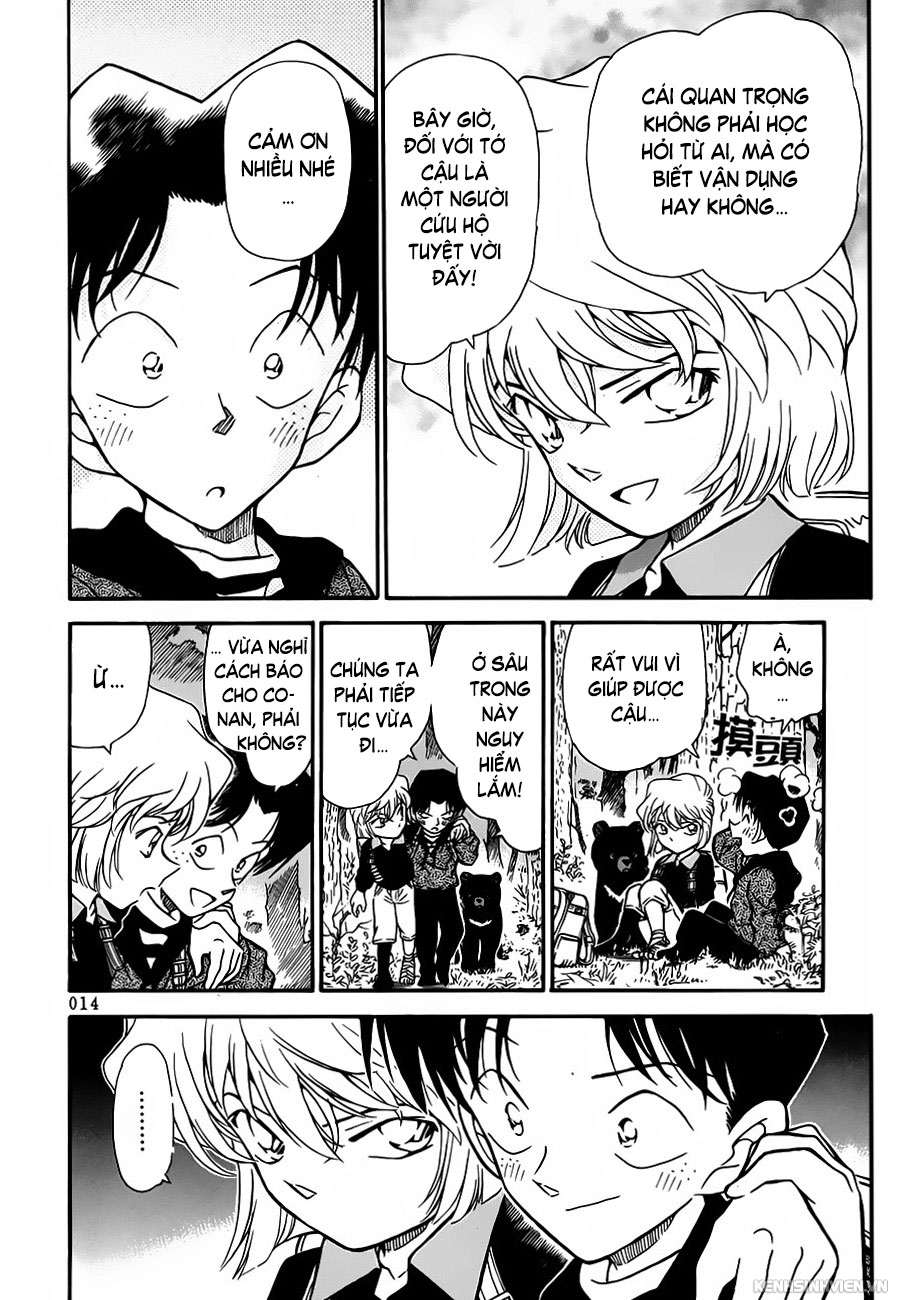 CÁI QUAN TRỌNG
KHÔNG PHẢI HỌC
HỎI TỪ AI, MÀ CÓ
BIẾT VẬN DỤNG
HAY KHÔNG...
BÂY GIỜ,
ĐỐI VỚI TỚ
CẬU LÀ
MỘT NGƯỜI
CỨU HỘ
TUYỆT VỜI
ĐẤY!
CẢM ƠN
NHIỀU NHÉ
...
À,
KHÔNG
...
RẤT VUI VÌ
GIÚP ĐƯỢC
CẬU...
摸頭
Ở SÂU
TRONG
NÀY
NGUY
HIỂM
LẮM!
CHÚNG TA
PHẢI TIẾP
TỤC VỪA
ĐI...
... VỪA NGHĨ
CÁCH BÁO
CHO CO-
NAN, PHẢI
KHÔNG?
Ừ...
014
.........
KENHSINHVIEN.VN